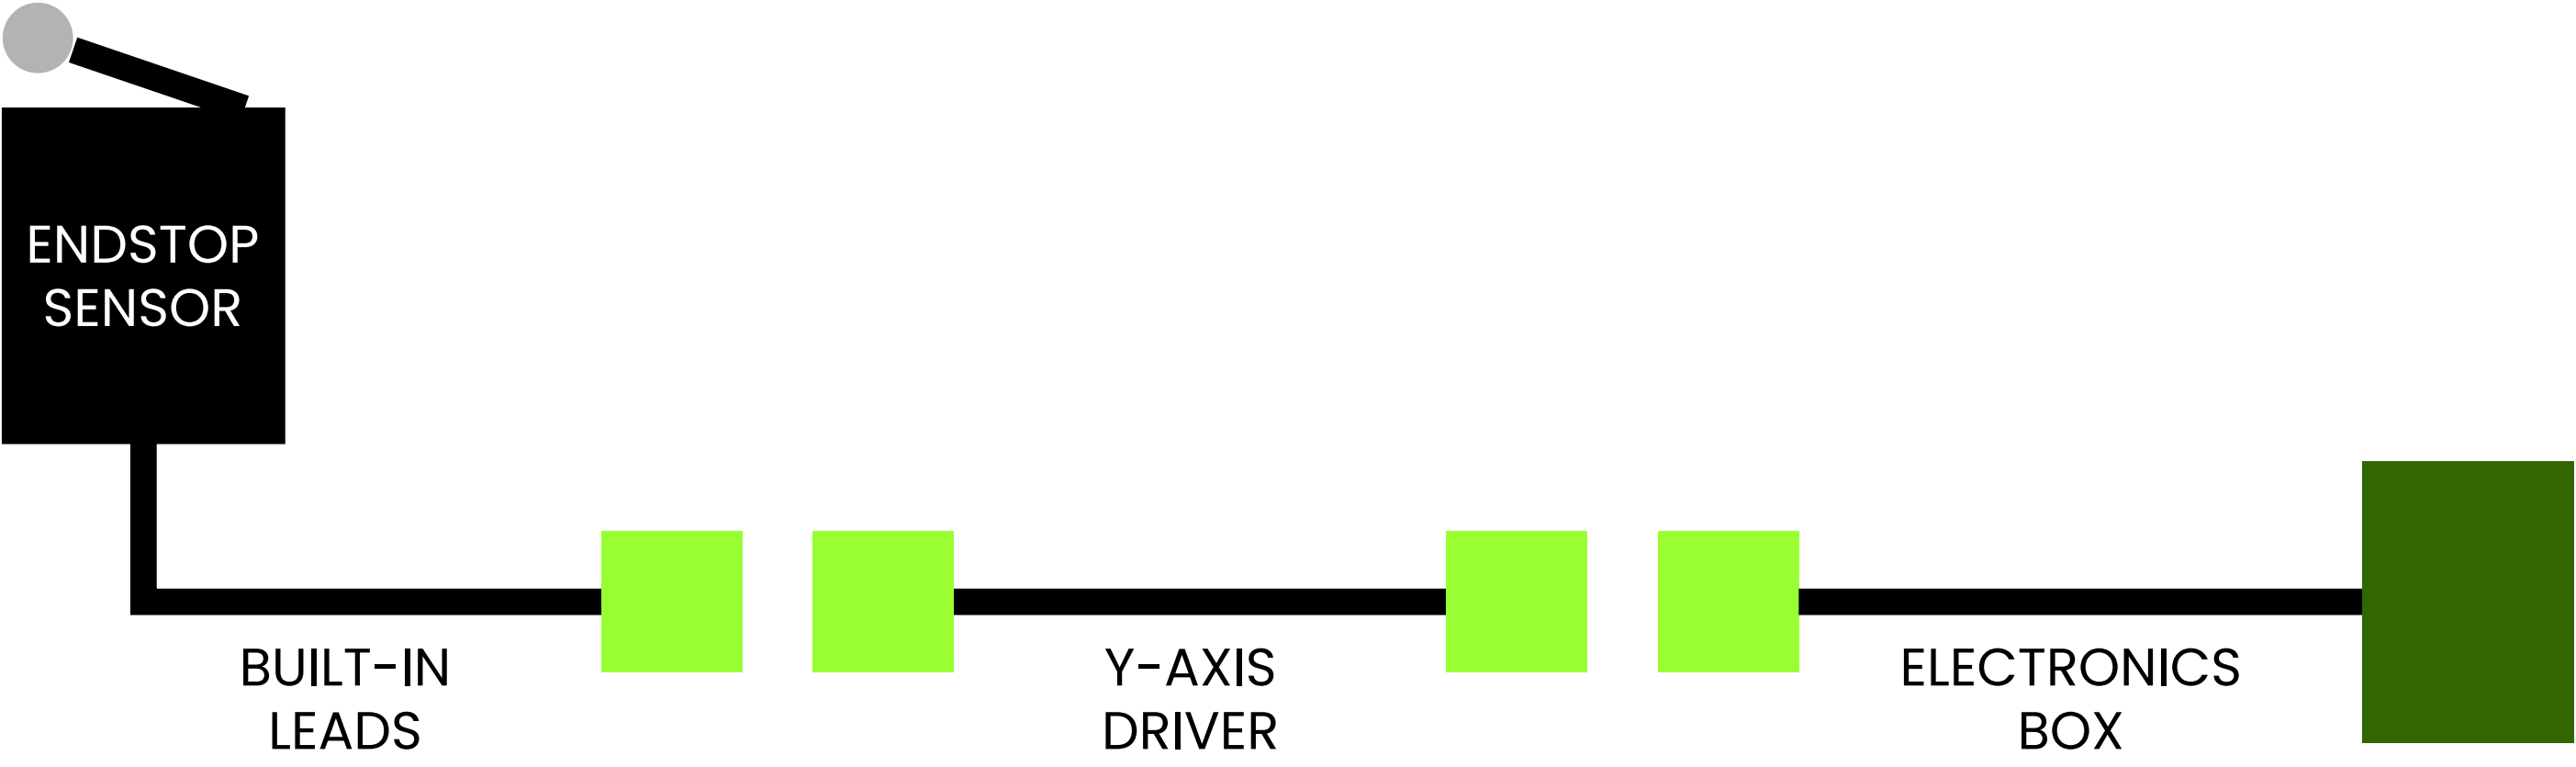 ENDSTOP
SENSOR
BUILT-IN
LEADS
Y-AXIS
DRIVER
ELECTRONICS
BOX